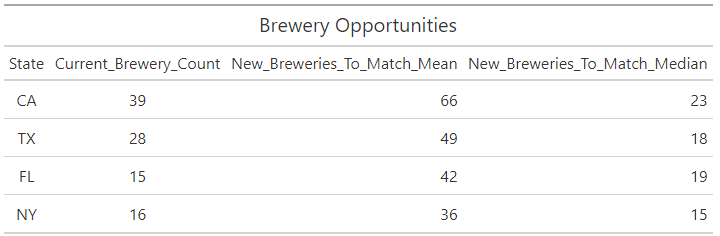 Brewery Opportunities
State Current_Brewery_Count New_Breweries_To_Match_Mean New_Breweries_To_Match_Median
CA 39 66 23
TX 28 49 18
FL 15 42 19
NY 16 36 15